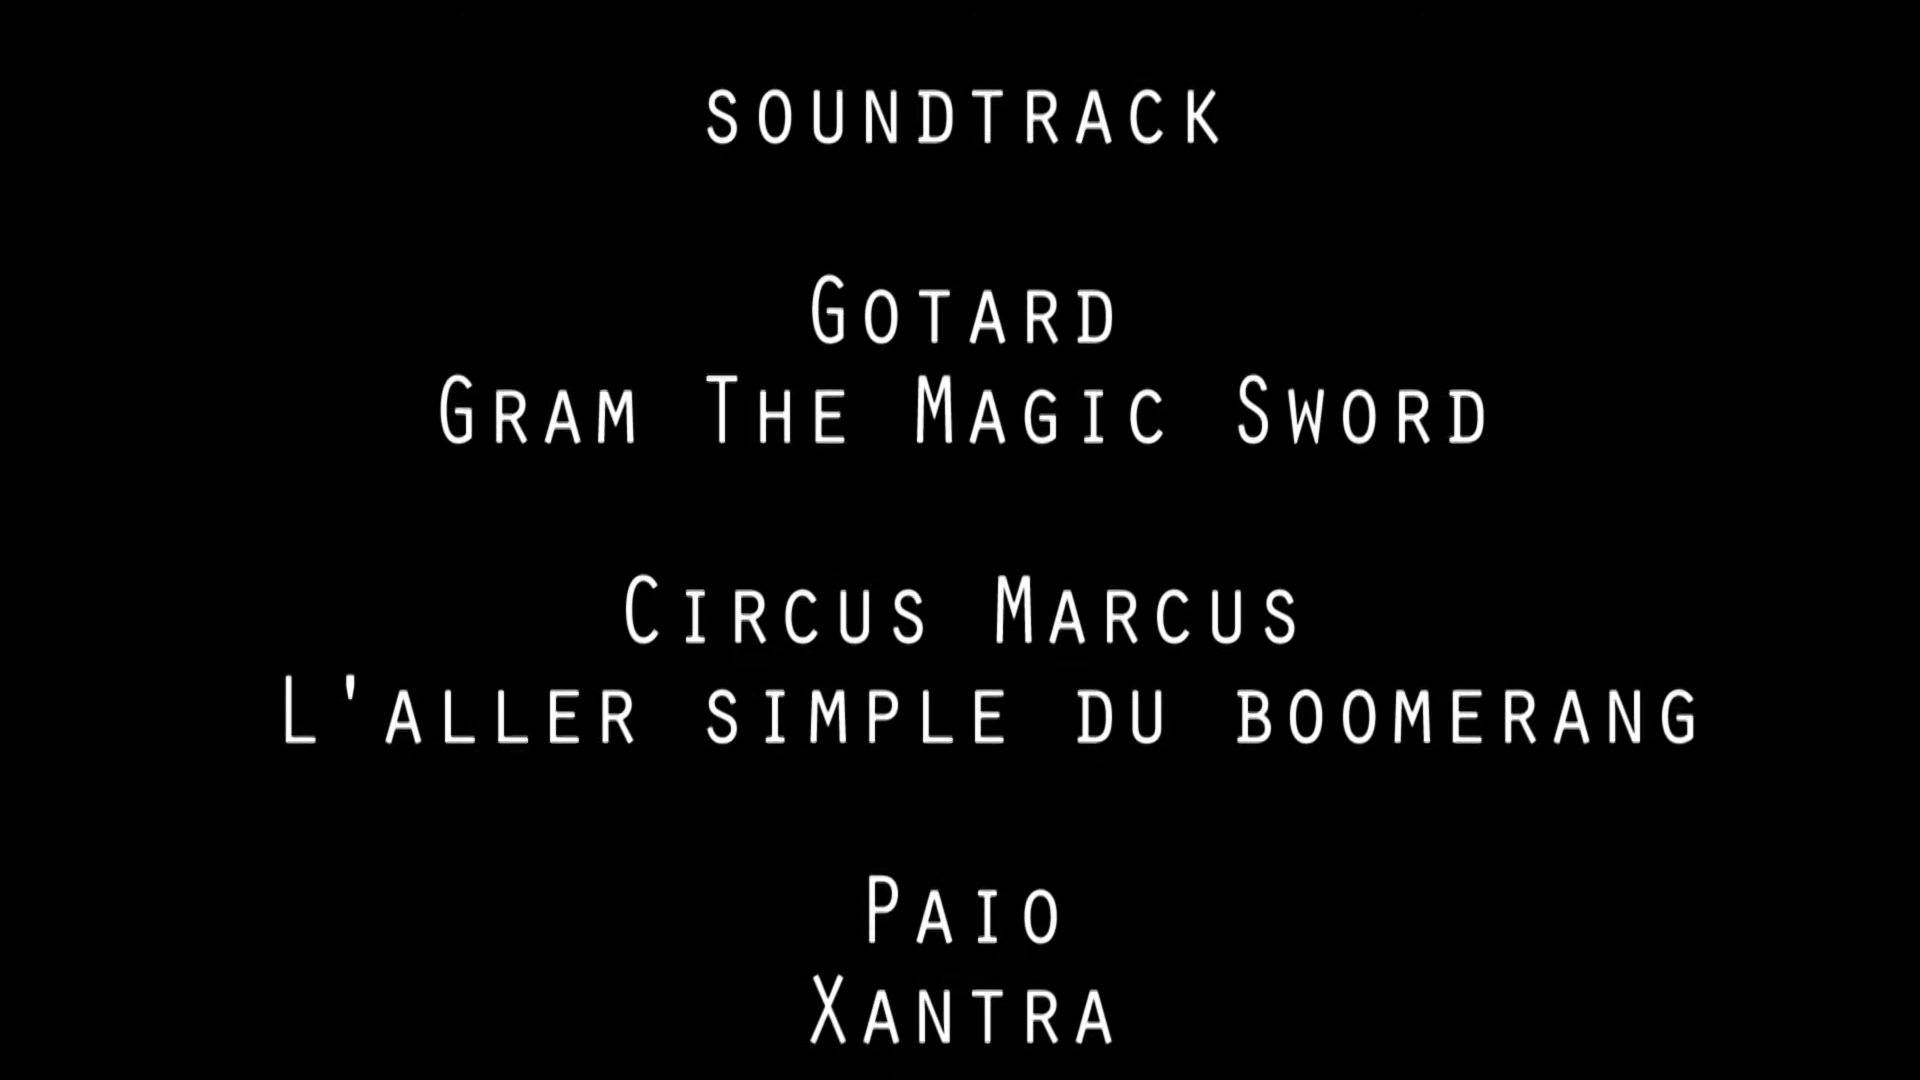 SOUNDTRACK
GOTARD
GRAM THE MAGIC SWORD
CIRCUS MARCUS
L'ALLER SIMPLE DU BOOMERANG
PAIO
XANTRA